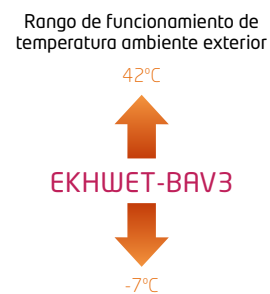 Rango de funcionamiento de
temperatura ambiente exterior
42°C
EKHWET-BAV3
-7°C